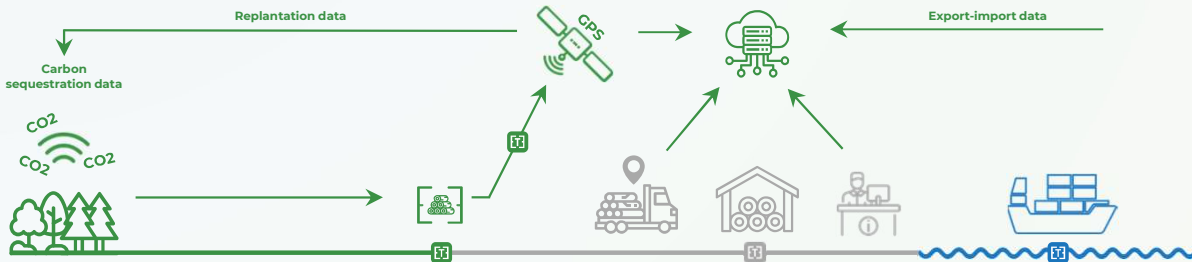 Replantation data
GPS
Export-import data
Carbon
sequestration data
CO2
CO2
CO2